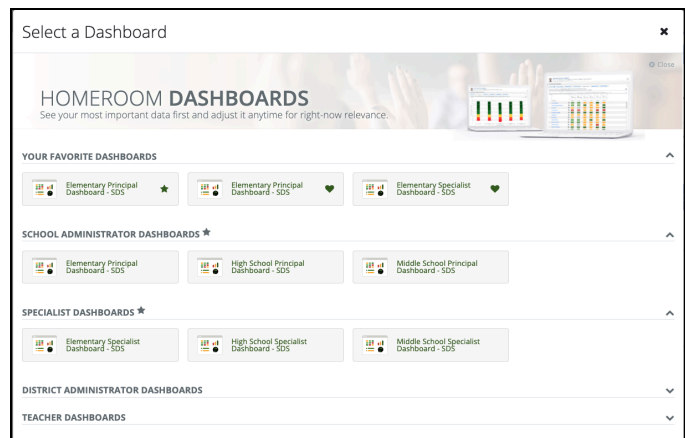 Select a Dashboard
Close
HOMEROOM DASHBOARDS
See your most important data first and adjust it anytime for right-now relevance.
YOUR FAVORITE DASHBOARDS
Elementary Principal
Dashboard - SDS
Elementary Principal
Dashboard - SDS
Elementary Specialist
Dashboard - SDS
SCHOOL ADMINISTRATOR DASHBOARDS
Elementary Principal
Dashboard - SDS
High School Principal
Dashboard - SDS
Middle School Principal
Dashboard - SDS
SPECIALIST DASHBOARDS
Elementary Specialist
Dashboard - SDS
High School Specialist
Dashboard - SDS
Middle School Specialist
Dashboard - SDS
DISTRICT ADMINISTRATOR DASHBOARDS
TEACHER DASHBOARDS